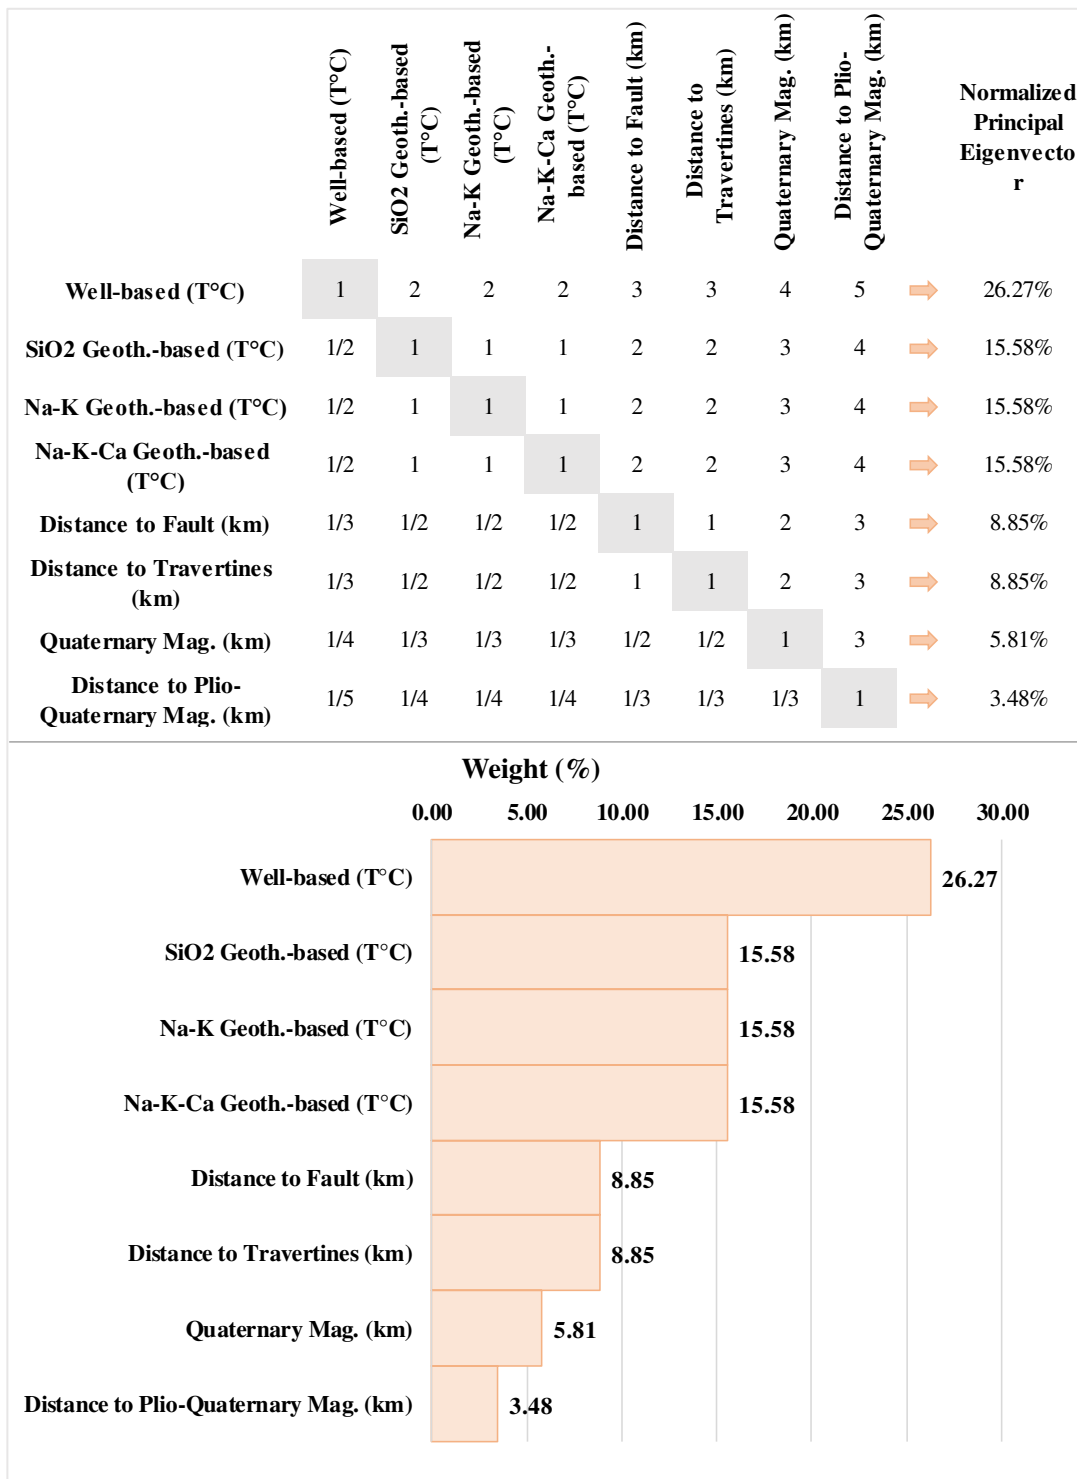 Well-based (T°C)
SiO2 Geoth.-based
(T°C)
Na-K Geoth.-based
(T°C)
Na-K-Ca Geoth.-
based (T°C)
Distance to Fault (km)
Distance to
Travertines (km)
Quaternary Mag. (km)
Distance to Plio-
Quaternary Mag. (km)
Normalized
Principal
Eigenvecto
r
Well-based (T°C) 1 2 2 2 3 3 4 5 26.27%
SiO2 Geoth.-based (T°C) 1/2 1 1 1 2 2 3 4 15.58%
Na-K Geoth.-based (T°C) 1/2 1 1 1 2 2 3 4 15.58%
Na-K-Ca Geoth.-based
(T°C) 1/2 1 1 1 2 2 3 4 15.58%
Distance to Fault (km) 1/3 1/2 1/2 1/2 1 1 2 3 8.85%
Distance to Travertines
(km) 1/3 1/2 1/2 1/2 1 1 2 3 8.85%
Quaternary Mag. (km) 1/4 1/3 1/3 1/3 1/2 1/2 1 3 5.81%
Distance to Plio-
Quaternary Mag. (km) 1/5 1/4 1/4 1/4 1/3 1/3 1/3 1 3.48%
Weight (%)
0.00 5.00 10.00 15.00 20.00 25.00 30.00
Well-based (T°C) 26.27
SiO2 Geoth.-based (T°C) 15.58
Na-K Geoth.-based (T°C) 15.58
Na-K-Ca Geoth.-based (T°C) 15.58
Distance to Fault (km) 8.85
Distance to Travertines (km) 8.85
Quaternary Mag. (km) 5.81
Distance to Plio-Quaternary Mag. (km) 3.48